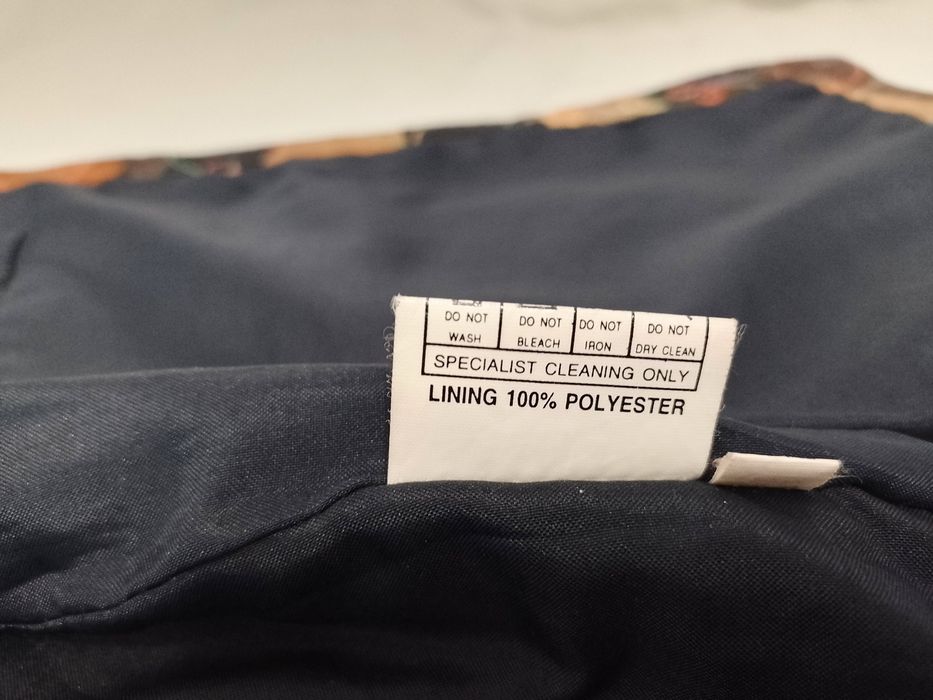 DO NOT WASH
DO NOT BLEACH
DO NOT IRON
DO NOT DRY CLEAN
SPECIALIST CLEANING ONLY
LINING 100% POLYESTER